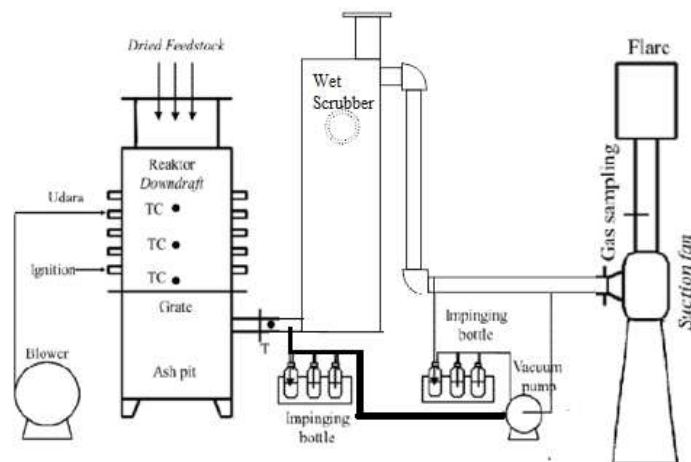 Dried Feedstock
Wet
Scrubber
Flare
Reaktor
Downdraft
Udara
TC
TC
Ignition
TC
Gas sampling
Suction fan
Grate
T
Impinging
bottle
Blower
Ash pit
Vacuum
pump
Impinging
bottle